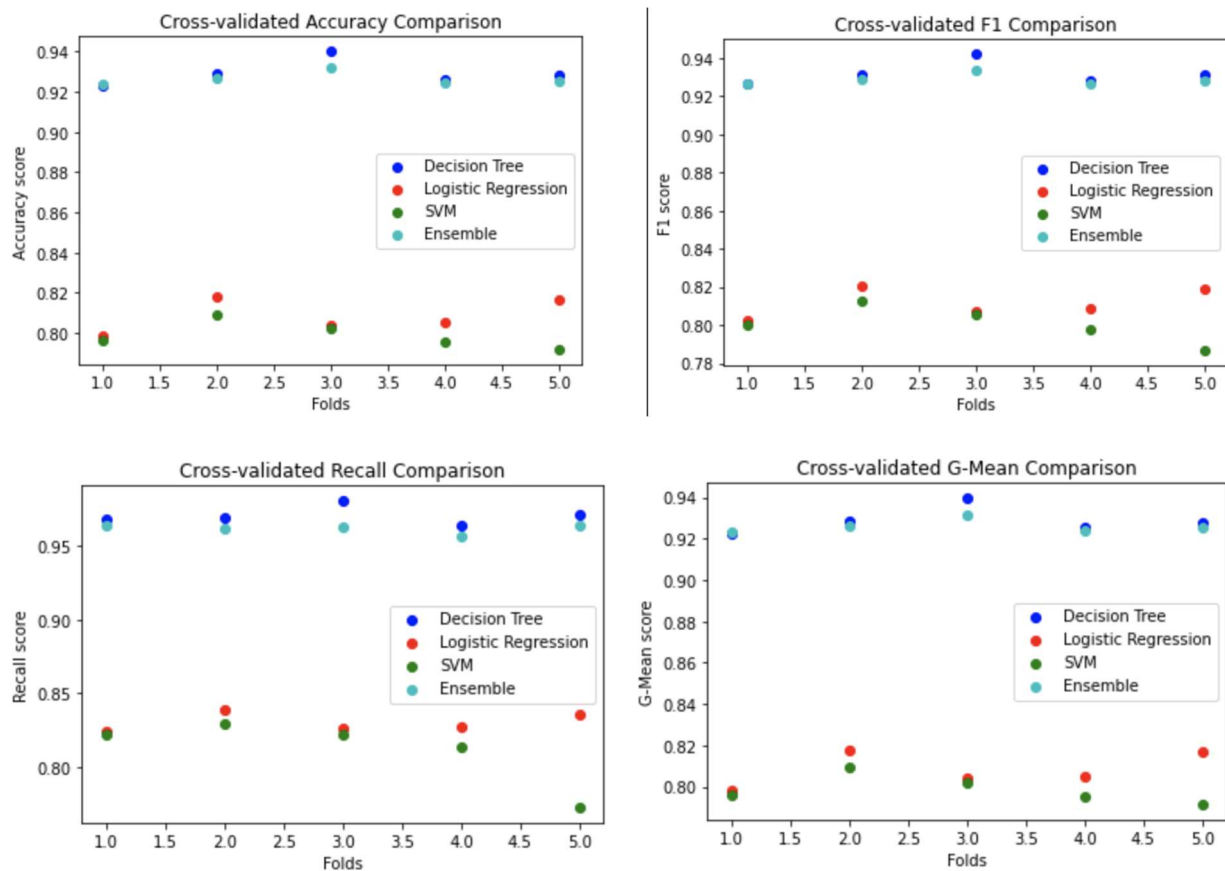 Cross-validated Accuracy Comparison
0.94
0.92
0.90
0.88
0.86
0.84
0.82
0.80
Accuracy score
Decision Tree
Logistic Regression
SVM
Ensemble
1.0 1.5 2.0 2.5 3.0 3.5 4.0 4.5 5.0
Folds
Cross-validated F1 Comparison
0.94
0.92
0.90
0.88
0.86
0.84
0.82
0.80
0.78
F1 score
Decision Tree
Logistic Regression
SVM
Ensemble
1.0 1.5 2.0 2.5 3.0 3.5 4.0 4.5 5.0
Folds
Cross-validated Recall Comparison
0.95
0.90
0.85
0.80
Recall score
Decision Tree
Logistic Regression
SVM
Ensemble
1.0 1.5 2.0 2.5 3.0 3.5 4.0 4.5 5.0
Folds
Cross-validated G-Mean Comparison
0.94
0.92
0.90
0.88
0.86
0.84
0.82
0.80
G-Mean score
Decision Tree
Logistic Regression
SVM
Ensemble
1.0 1.5 2.0 2.5 3.0 3.5 4.0 4.5 5.0
Folds